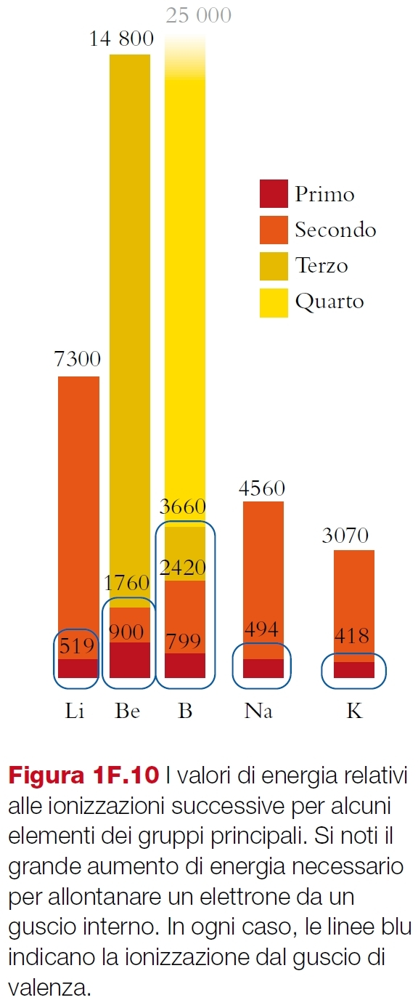 25 000
14 800
Primo
Secondo
Terzo
Quarto
7300
3660
4560
3070
2420
1760
900
799
494
418
519
Li Be B Na K
Figura 1F.10 I valori di energia relativi
alle ionizzazioni successive per alcuni
elementi dei gruppi principali. Si noti il
grande aumento di energia necessario
per allontanare un elettrone da un
guscio interno. In ogni caso, le linee blu
indicano la ionizzazione dal guscio di
valenza.